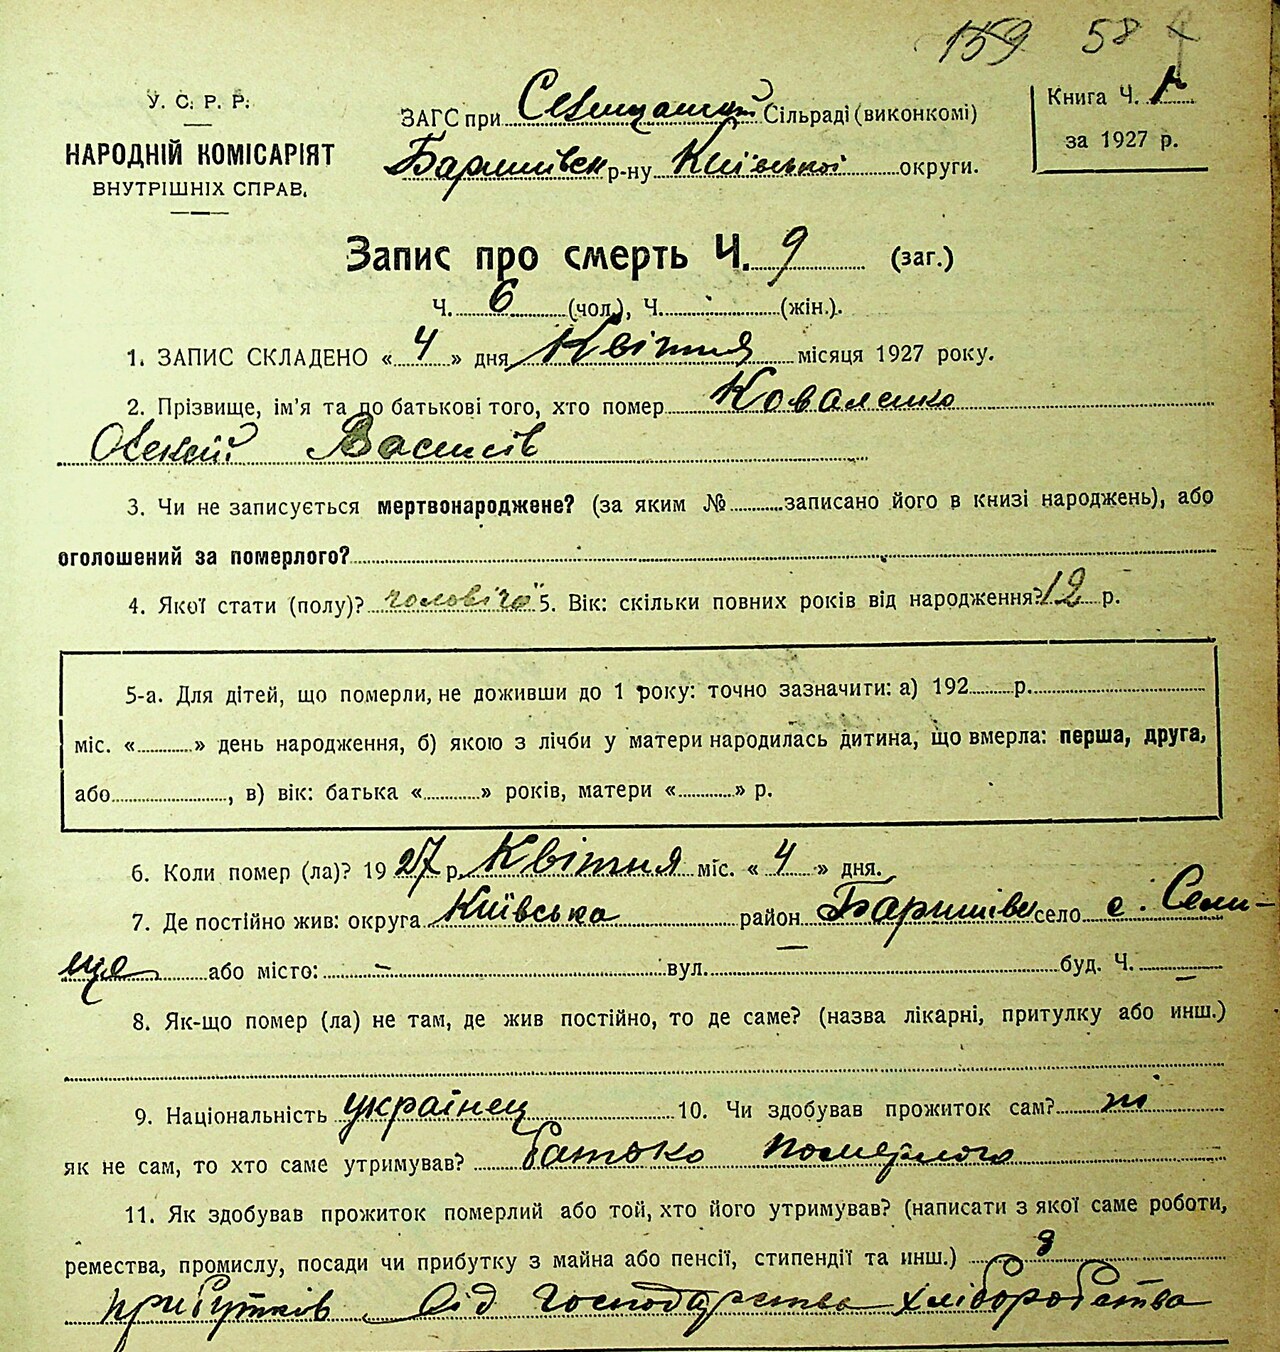 159 58
У. С. Р. Р.
НАРОДНІЙ КОМІСАРІЯТ
ВНУТРІШНІХ СПРАВ.
ЗАГС при Сільраді (виконкомі)
Баришівськ р-ну Київської округи.
Книга Ч.
за 1927 р.
Запис про смерть Ч. 9 (заг.)
Ч. 6 (чол.), Ч. (жін.).
1. ЗАПИС СКЛАДЕНО « 4 » дня Квітня місяця 1927 року.
2. Прізвище, ім'я та по батькові того, хто помер Коваленко
Олексій Василів
3. Чи не записується мертвонароджене? (за яким № записано його в книзі народжень), або
оголошений за померлого?
4. Якої стати (полу)? чоловічої 5. Вік: скільки повних років від народження? 12 р.
5-а. Для дітей, що померли, не доживши до 1 року: точно зазначити: а) 192 р.
міс. « » день народження, б) якою з лічби у матери народилась дитина, що вмерла: перша, друга,
або , в) вік: батька « » років, матери « » р.
6. Коли помер (ла)? 1927 р. Квітня міс. « 4 » дня.
7. Де постійно жив: округа Київська район Баришівс село с. Семи-
ще або місто: – вул. – буд. Ч. –
8. Як-що помер (ла) не там, де жив постійно, то де саме? (назва лікарні, притулку або инш.)
9. Національність українец 10. Чи здобував прожиток сам? ні
як не сам, то хто саме утримував? батько померлого
11. Як здобував прожиток померлий або той, хто його утримував? (написати з якої саме роботи,
ремества, промислу, посади чи прибутку з майна або пенсії, стипендії та инш.) з
прибутків від господарства хліборобства